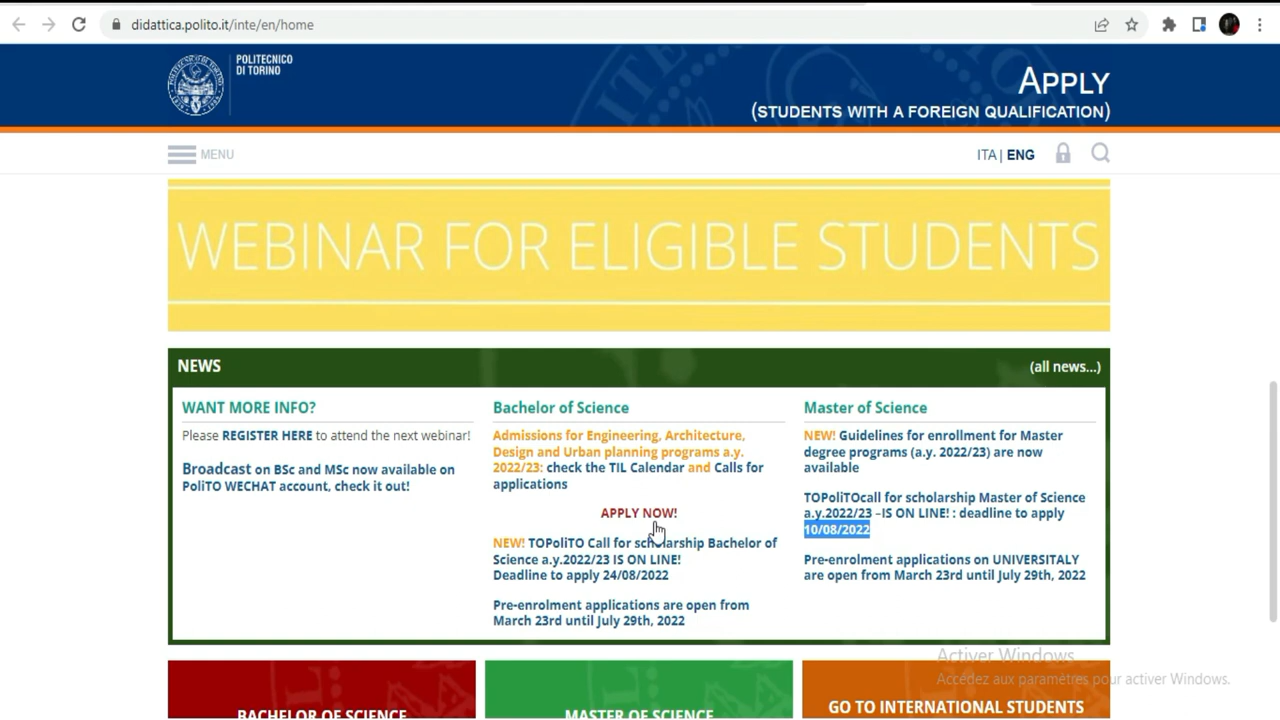 didattica.polito.it/inte/en/home
POLITECNICO
DI TORINO
APPLY
(STUDENTS WITH A FOREIGN QUALIFICATION)
MENU
ITA | ENG
WEBINAR FOR ELIGIBLE STUDENTS
NEWS
(all news...)
WANT MORE INFO?
Please REGISTER HERE to attend the next webinar!
Broadcast on BSc and MSc now available on
PoliTO WECHAT account, check it out!
Bachelor of Science
Admissions for Engineering, Architecture,
Design and Urban planning programs a.y.
2022/23: check the TIL Calendar and Calls for
applications
APPLY NOW!
NEW! TOPoliTO Call for scholarship Bachelor of
Science a.y.2022/23 IS ON LINE!
Deadline to apply 24/08/2022
Pre-enrolment applications are open from
March 23rd until July 29th, 2022
Master of Science
NEW! Guidelines for enrollment for Master
degree programs (a.y. 2022/23) are now
available
TOPoliTOcall for scholarship Master of Science
a.y.2022/23 –IS ON LINE! : deadline to apply
10/08/2022
Pre-enrolment applications on UNIVERSITALY
are open from March 23rd until July 29th, 2022
Activer Windows
Accédez aux paramètres pour activer Windows.
BACHELOR OF SCIENCE
MASTER OF SCIENCE
GO TO INTERNATIONAL STUDENTS